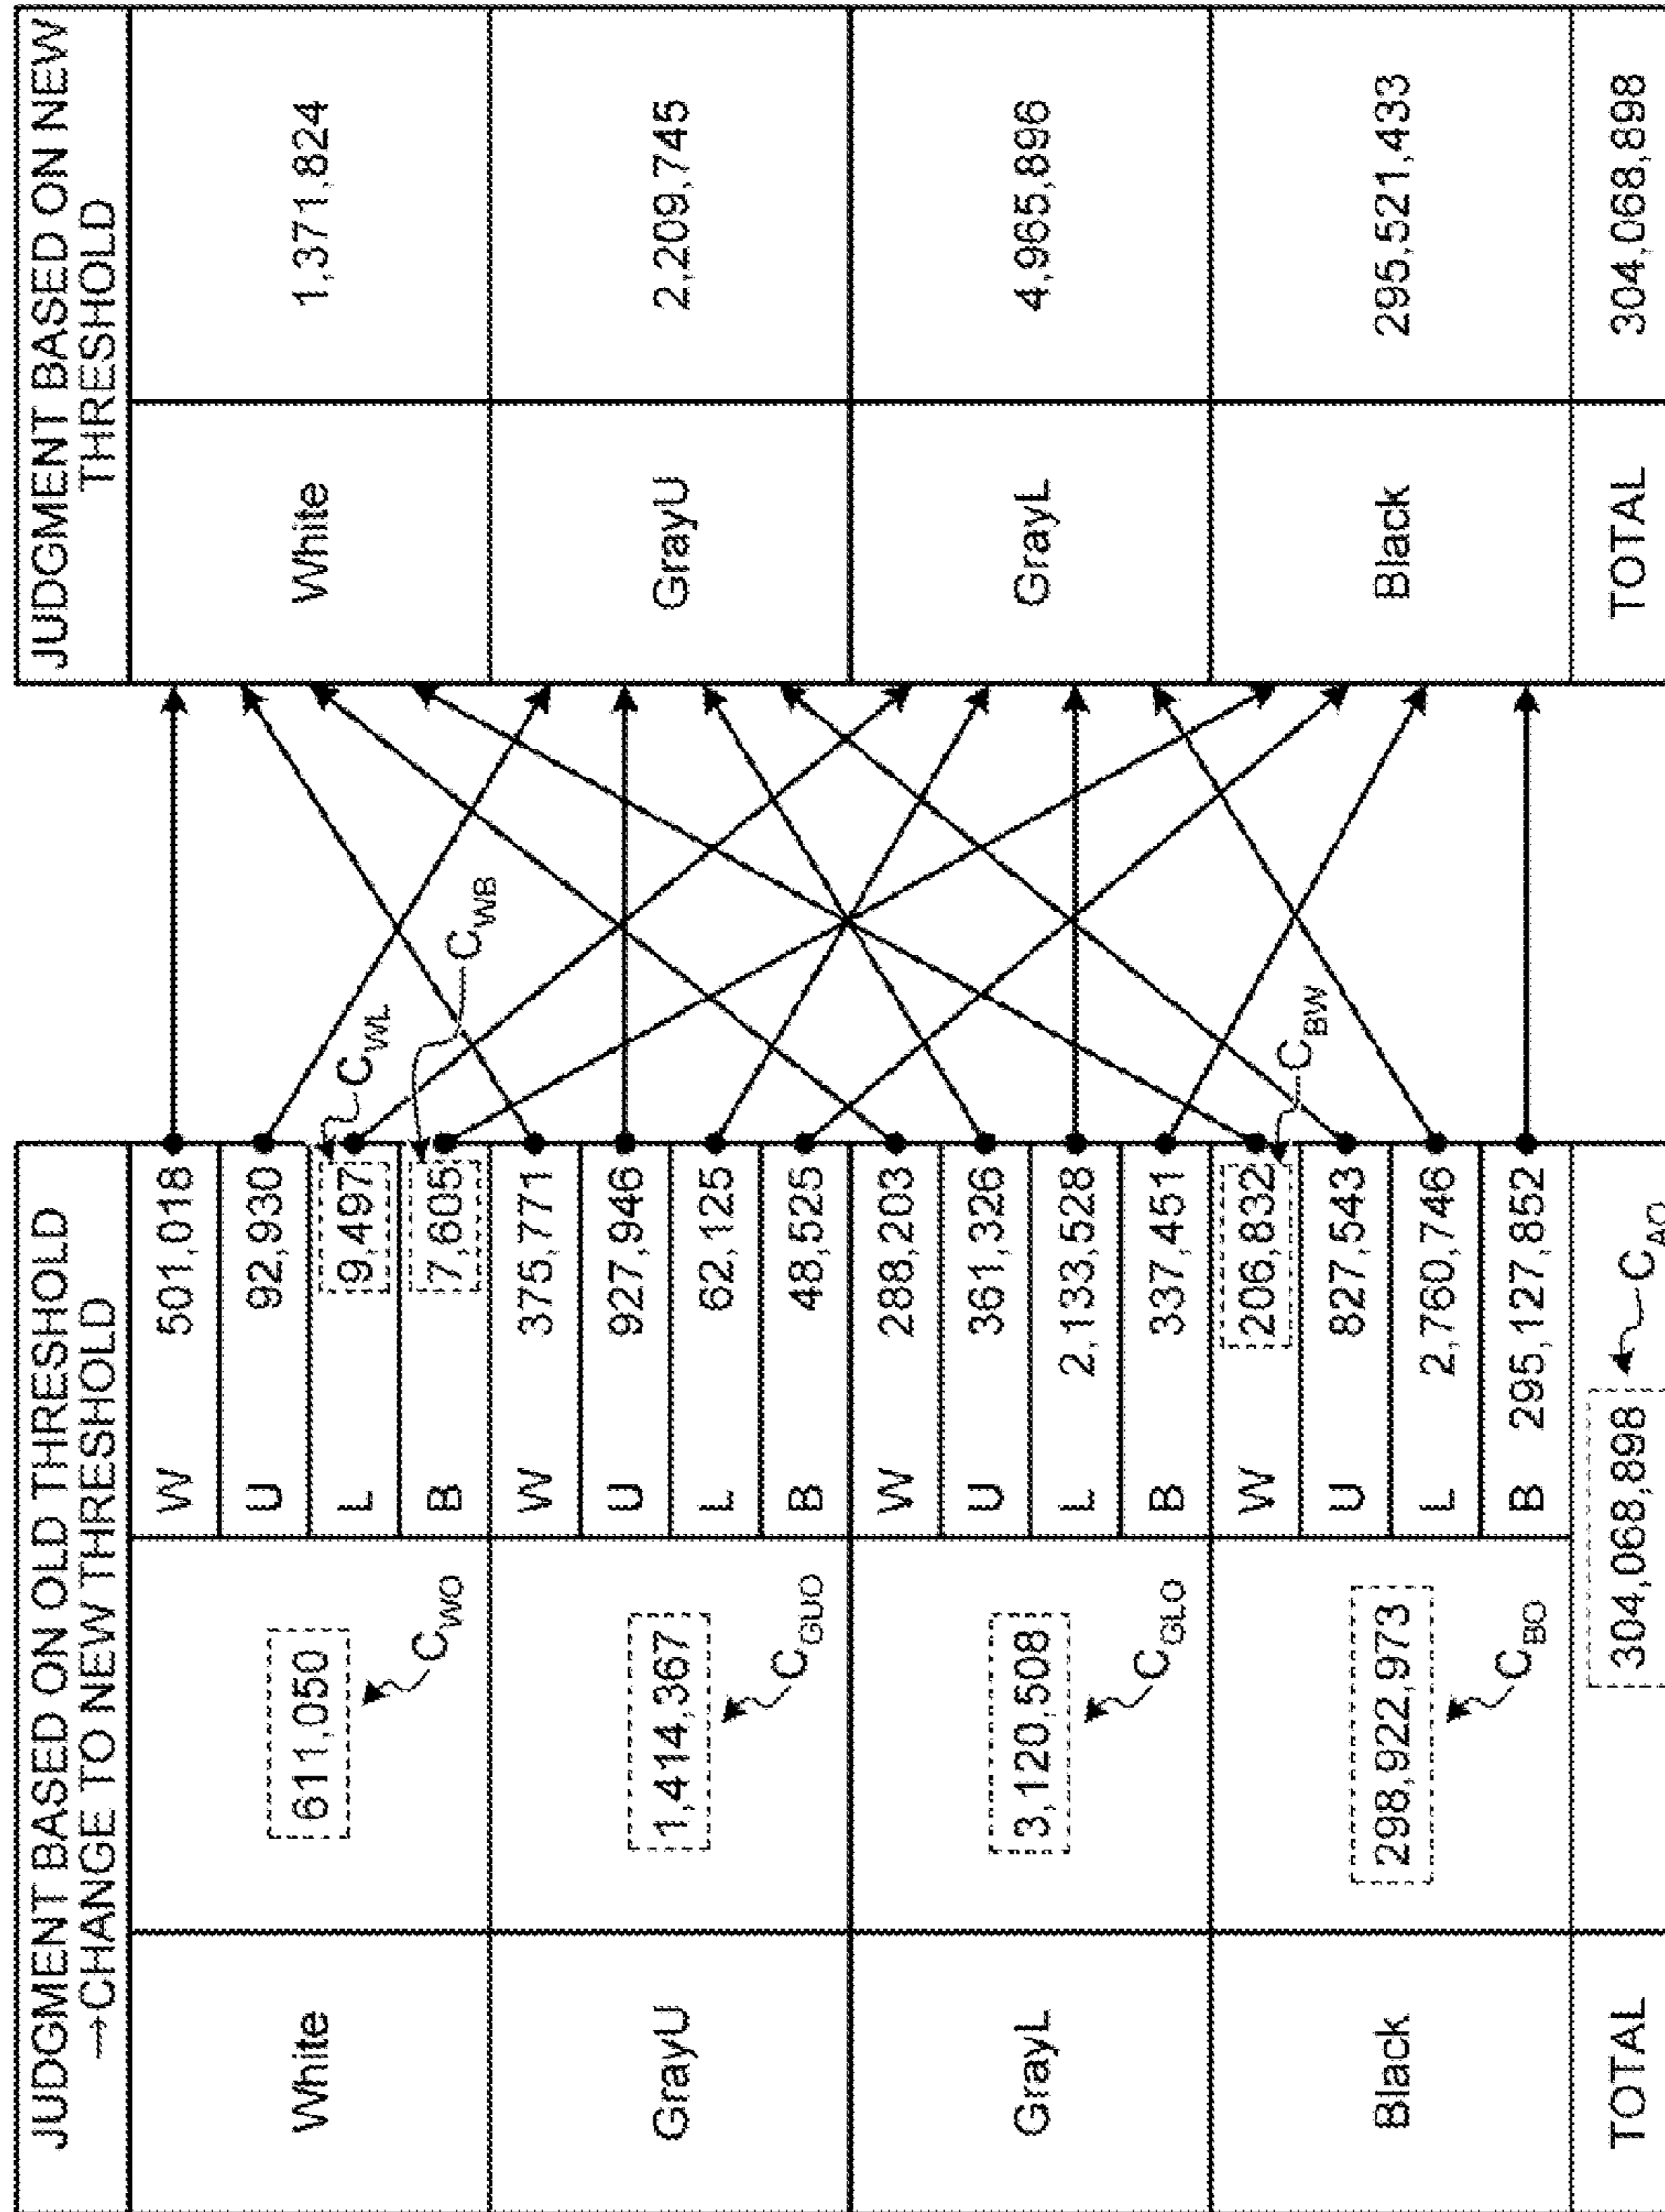 JUDGMENT BASED ON OLD THRESHOLD
→CHANGE TO NEW THRESHOLD
White
611,050
C_WO
W 501,018
U 92,930
L 9,497
C_WL
B 7,605
C_WB
GrayU
1,414,367
C_GUO
W 375,771
U 927,946
L 62,125
B 48,525
GrayL
3,120,508
C_GLO
W 288,203
U 361,326
L 2,133,528
B 337,451
Black
298,922,973
C_BO
W 206,832
C_BW
U 827,543
L 2,760,746
B 295,127,852
TOTAL
304,068,898
C_AO
JUDGMENT BASED ON NEW
THRESHOLD
White 1,371,824
GrayU 2,209,745
GrayL 4,965,896
Black 295,521,433
TOTAL 304,068,898